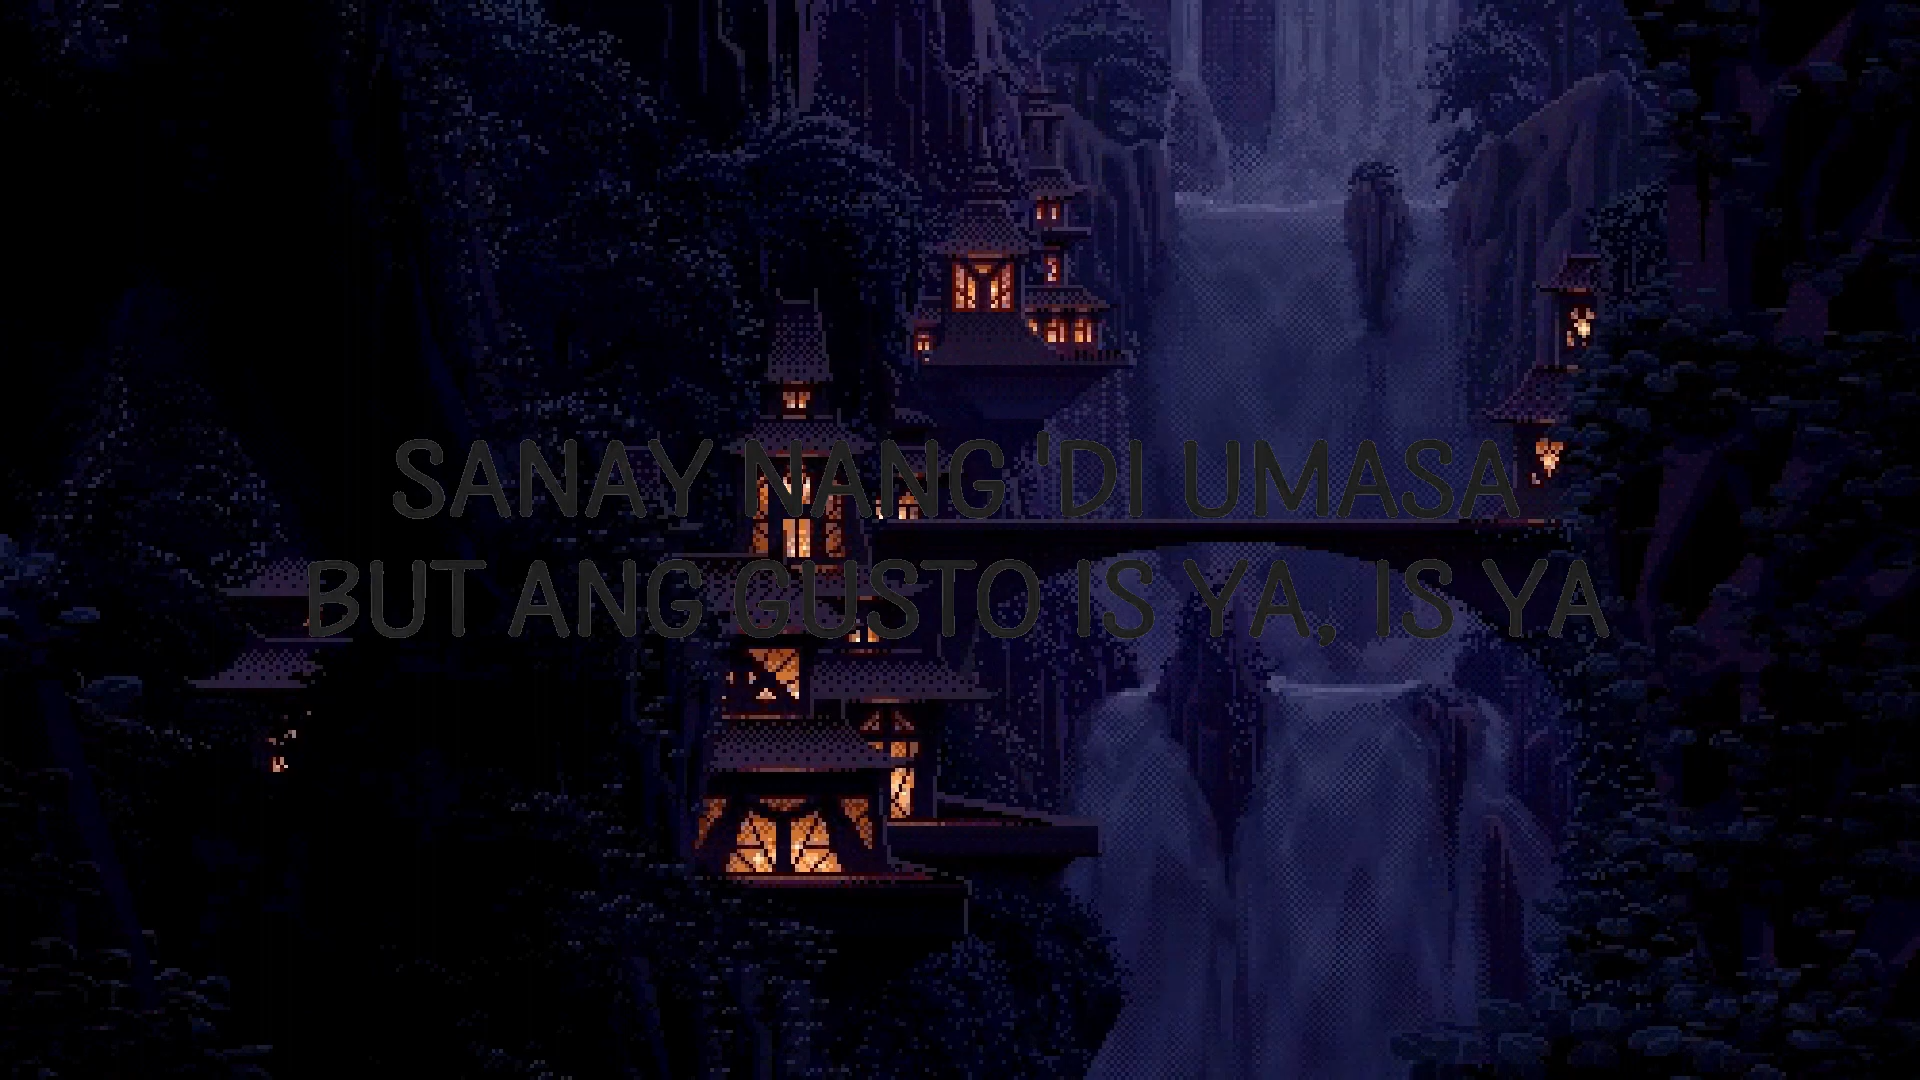 SANAY NANG 'DI UMASA
BUT ANG GUSTO IS YA, IS YA